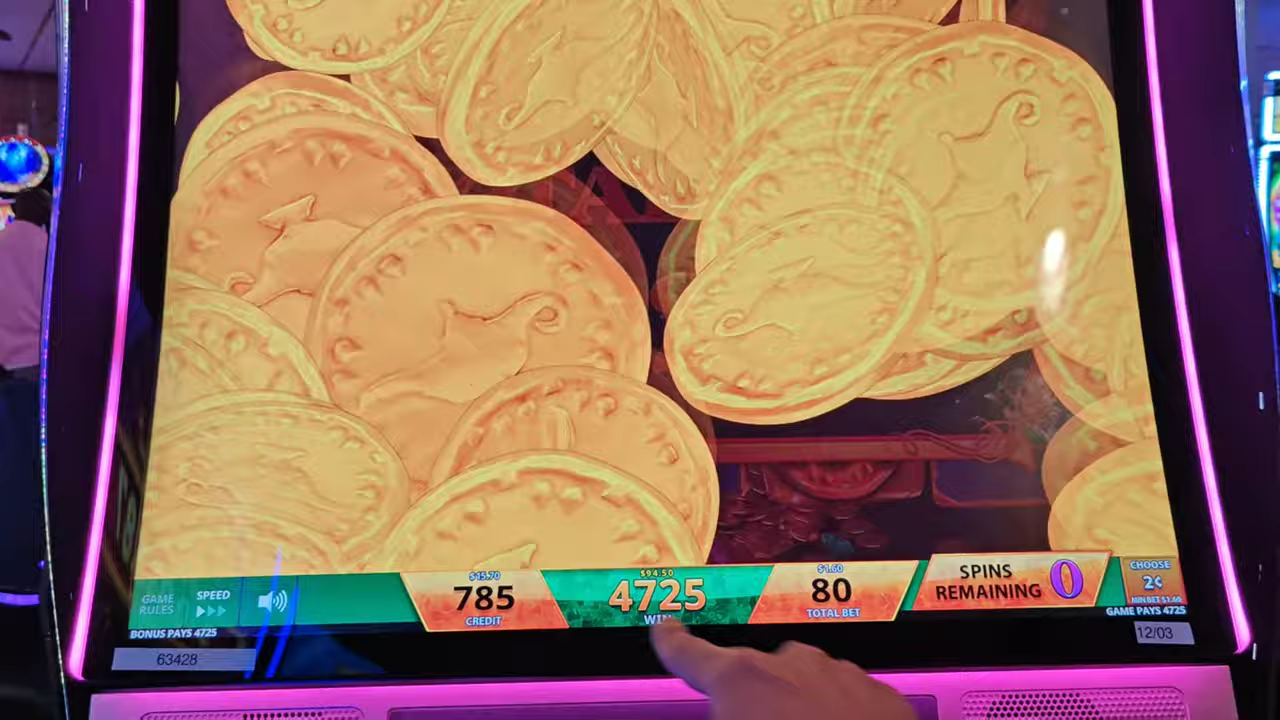 GAME RULES
SPEED
$15.70
785
CREDIT
$94.50
4725
WIN
$1.60
80
TOTAL BET
SPINS REMAINING 0
CHOOSE
2¢
MIN BET $1.60
BONUS PAYS 4725
GAME PAYS 4725
63428
12/03